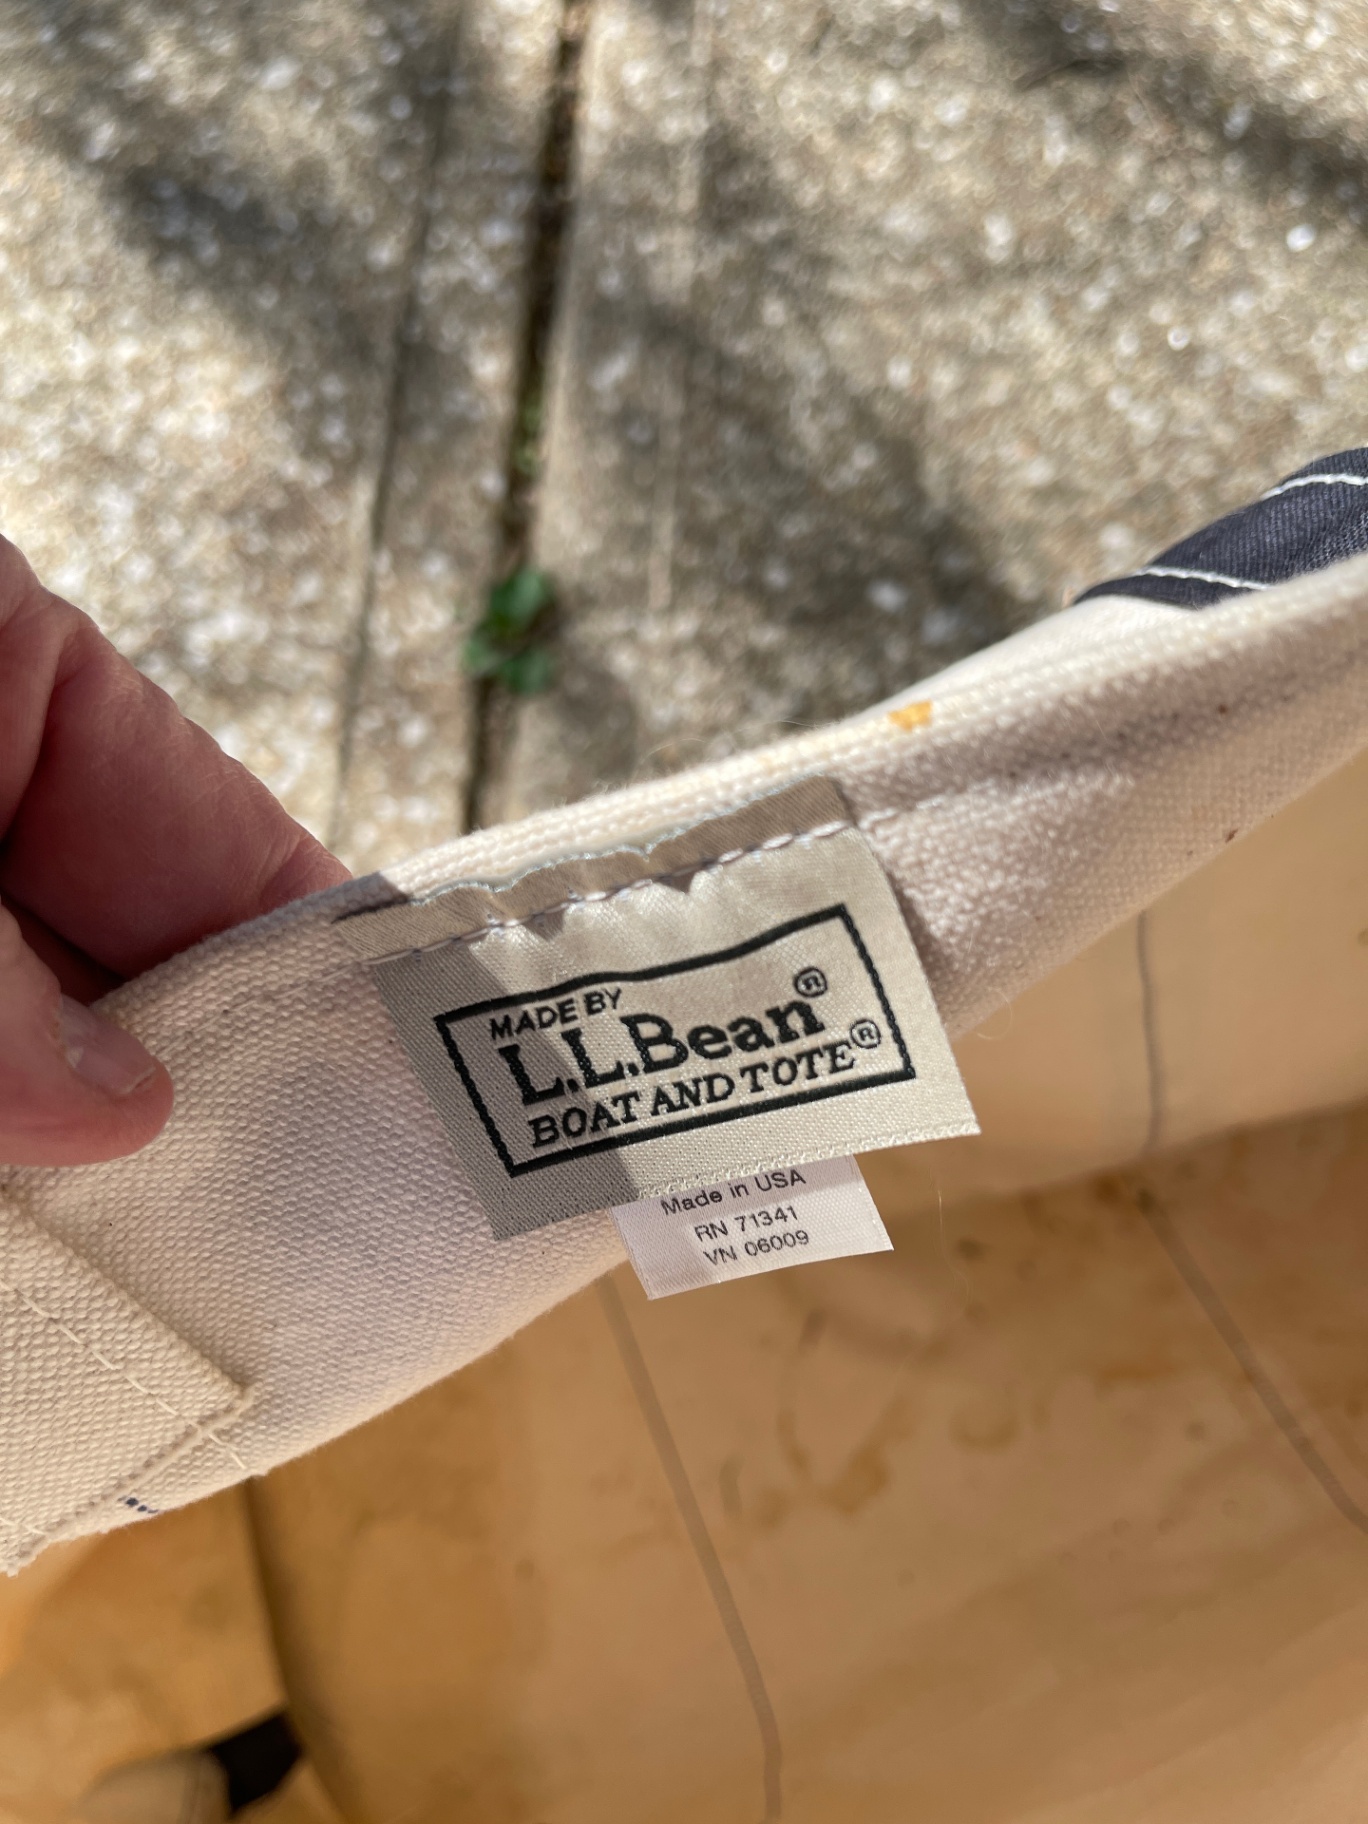 MADE BY
L.L.Bean®
BOAT AND TOTE®
Made in USA
RN 71341
VN 06009